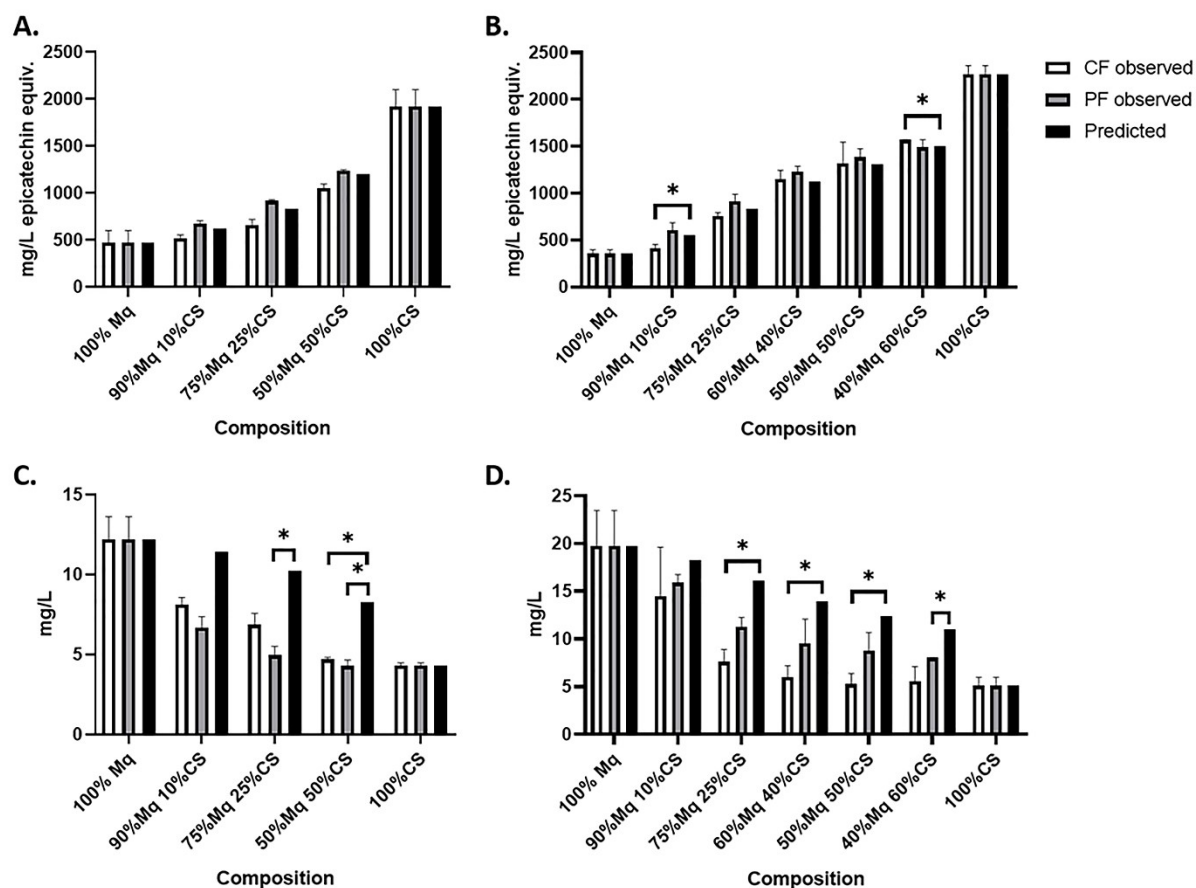 A.
mg/L epicatechin equiv.
2500
2000
1500
1000
500
0
100% Mq
90%Mq 10%CS
75%Mq 25%CS
50%Mq 50%CS
100%CS
Composition
B.
mg/L epicatechin equiv.
2500
2000
1500
1000
500
0
*
*
100% Mq
90%Mq 10%CS
75%Mq 25%CS
60%Mq 40%CS
50%Mq 50%CS
40%Mq 60%CS
100%CS
Composition
CF observed
PF observed
Predicted
C.
mg/L
15
10
5
0
*
*
*
100% Mq
90%Mq 10%CS
75%Mq 25%CS
50%Mq 50%CS
100%CS
Composition
D.
mg/L
25
20
15
10
5
0
*
*
*
*
100% Mq
90%Mq 10%CS
75%Mq 25%CS
60%Mq 40%CS
50%Mq 50%CS
40%Mq 60%CS
100%CS
Composition